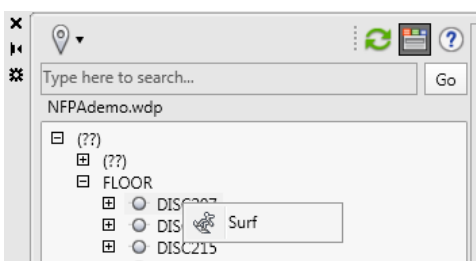 Type here to search...
Go
NFPAdemo.wdp
(??)
(??)
FLOOR
Surf
DISC215